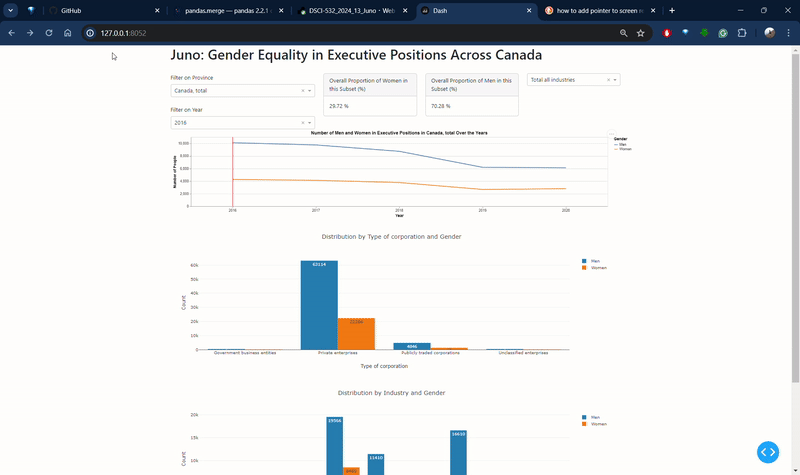 GitHub
pandas.merge — pandas 2.2.1
DSCI-532_2024_13_Juno
Dash
how to add pointer to screen
127.0.0.1:8052
Juno: Gender Equality in Executive Positions Across Canada
Filter on Province
Canada, total
Filter on Year
2016
Overall Proportion of Women in
this Subset (%)
29.72 %
Overall Proportion of Men in this
Subset (%)
70.28 %
Total all industries
Number of Men and Women in Executive Positions in Canada, total Over the Years
Number of People
10,000
8,000
6,000
4,000
2,000
0
2016 2017 2018 2019 2020
Year
Gender
Men
Women
Distribution by Type of corporation and Gender
Count
60k
50k
40k
30k
20k
10k
0
63114
4846
Government business entities Private enterprises Publicly traded corporations Unclassified enterprises
Type of corporation
Men
Women
Distribution by Industry and Gender
Count
20k
15k
10k
19504
11410
16610
Men
Women